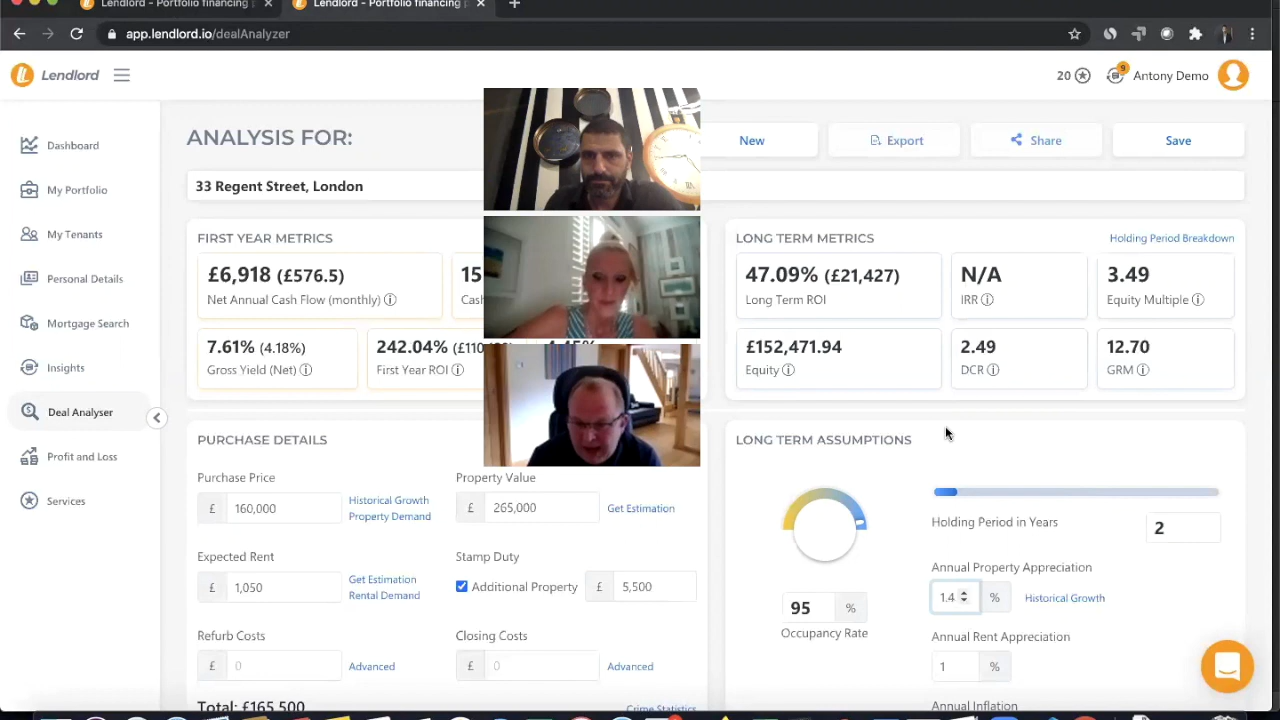 Lendlord - Portfolio financing
Lendlord - Portfolio financing
app.lendlord.io/dealAnalyzer
Lendlord
20
9
Antony Demo
Dashboard
My Portfolio
My Tenants
Personal Details
Mortgage Search
Insights
Deal Analyser
Profit and Loss
Services
ANALYSIS FOR:
New
Export
Share
Save
33 Regent Street, London
FIRST YEAR METRICS
£6,918 (£576.5)
Net Annual Cash Flow (monthly)
15
Cash
7.61% (4.18%)
Gross Yield (Net)
242.04% (£110
First Year ROI
LONG TERM METRICS
Holding Period Breakdown
47.09% (£21,427)
Long Term ROI
N/A
IRR
3.49
Equity Multiple
£152,471.94
Equity
2.49
DCR
12.70
GRM
PURCHASE DETAILS
Purchase Price
£ 160,000
Historical Growth
Property Demand
Property Value
£ 265,000
Get Estimation
Expected Rent
£ 1,050
Get Estimation
Rental Demand
Stamp Duty
Additional Property
£ 5,500
Refurb Costs
£ 0
Advanced
Closing Costs
£ 0
Advanced
Total: £165,500
Crime Statistics
LONG TERM ASSUMPTIONS
95 %
Occupancy Rate
Holding Period in Years
2
Annual Property Appreciation
1.4 %
Historical Growth
Annual Rent Appreciation
1 %
Annual Inflation